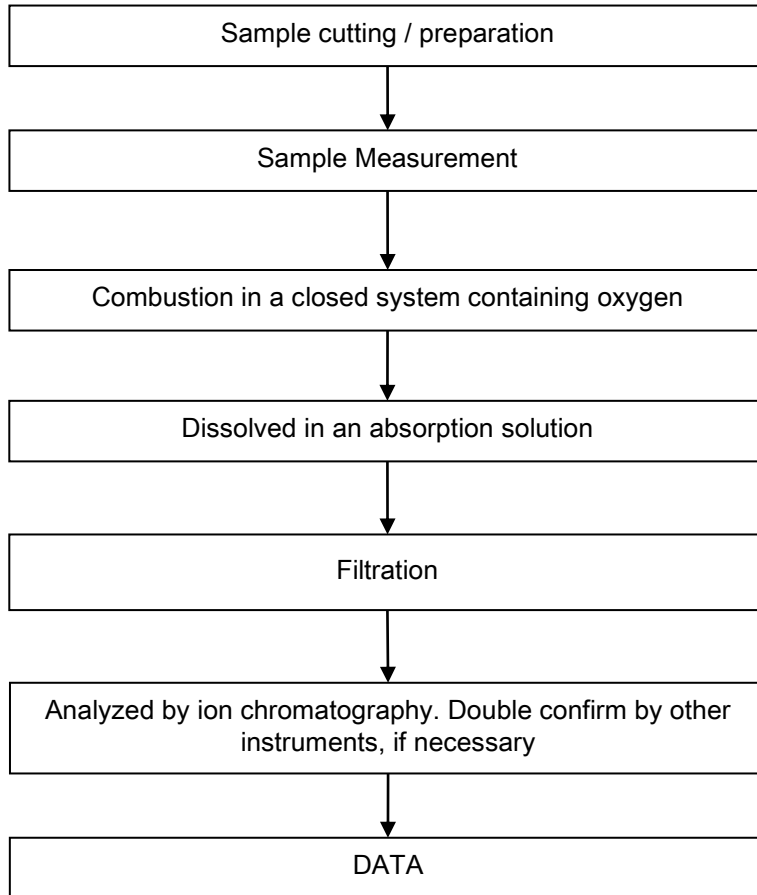 Sample cutting / preparation
Sample Measurement
Combustion in a closed system containing oxygen
Dissolved in an absorption solution
Filtration
Analyzed by ion chromatography. Double confirm by other
instruments, if necessary
DATA